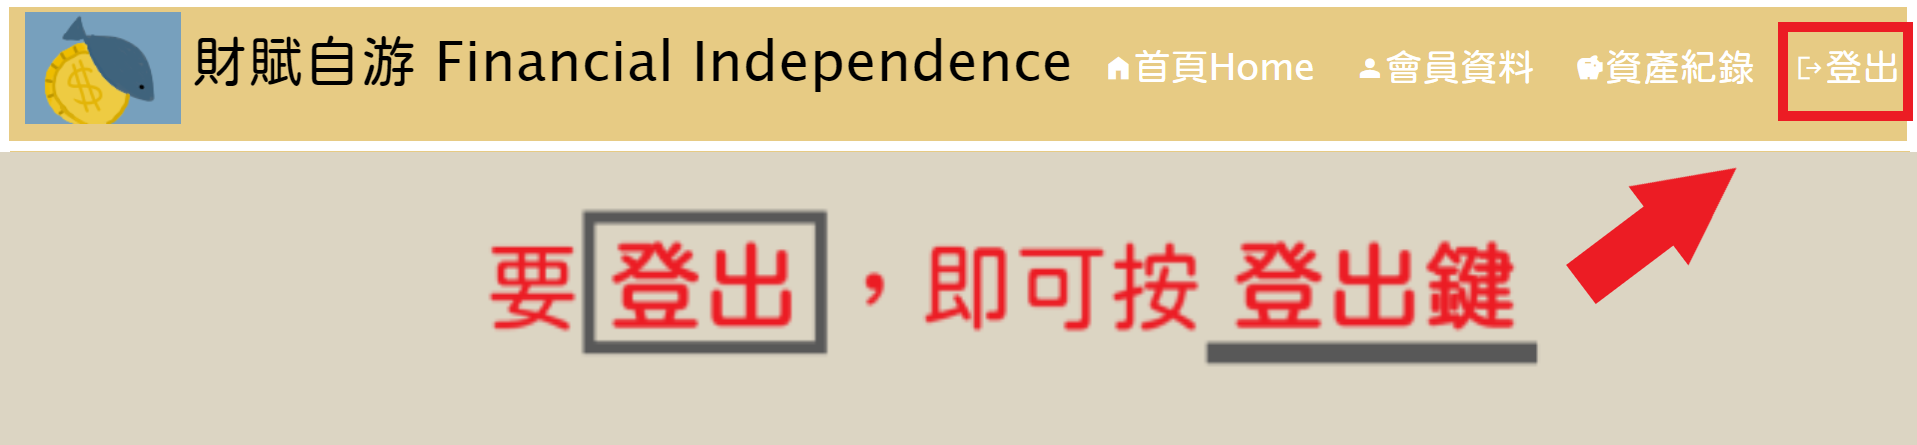 財賦自游 Financial Independence 首頁Home 會員資料 資產紀錄 登出
要登出，即可按 登出鍵